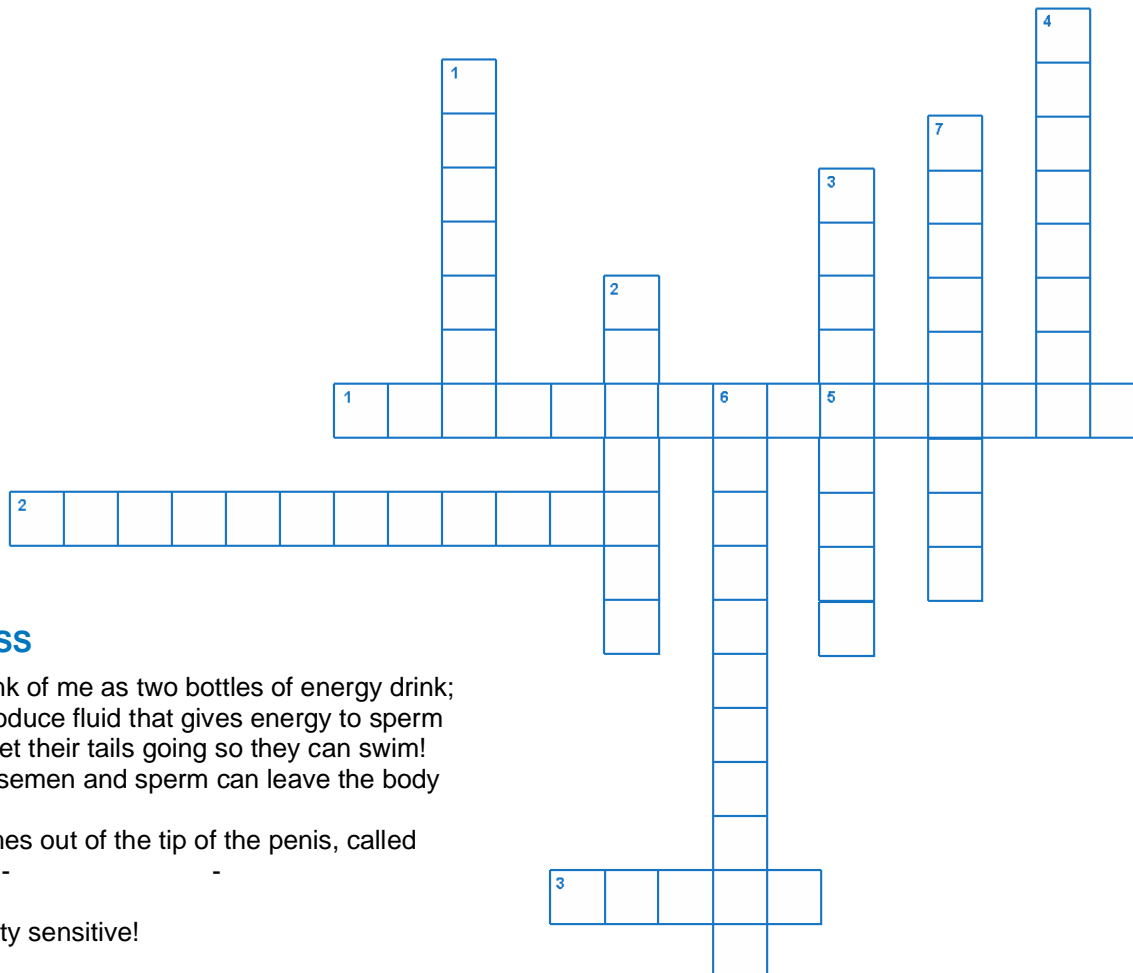 4
1
7
3
2
1
6
5
2
SS
nk of me as two bottles of energy drink;
oduce fluid that gives energy to sperm
et their tails going so they can swim!
semen and sperm can leave the body
nes out of the tip of the penis, called
- -
3
ty sensitive!